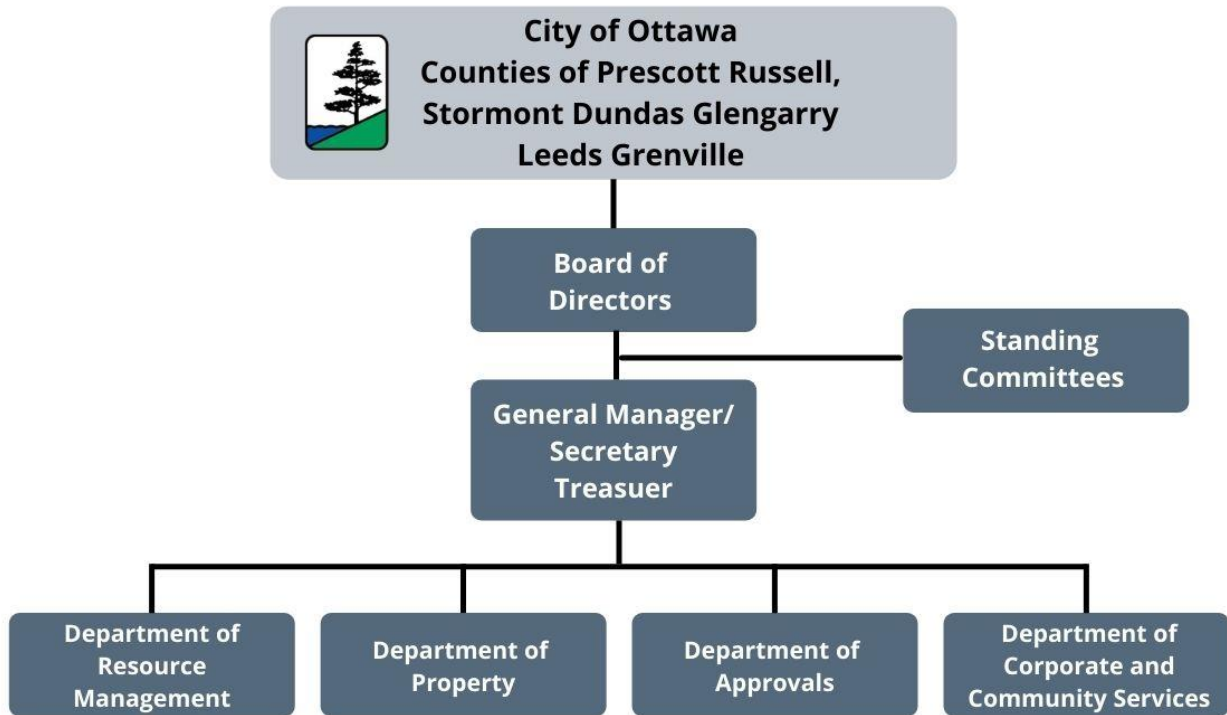 City of Ottawa
Counties of Prescott Russell,
Stormont Dundas Glengarry
Leeds Grenville
Board of
Directors
Standing
Committees
General Manager/
Secretary
Treasuer
Department of
Resource
Management
Department of
Property
Department of
Approvals
Department of
Corporate and
Community Services